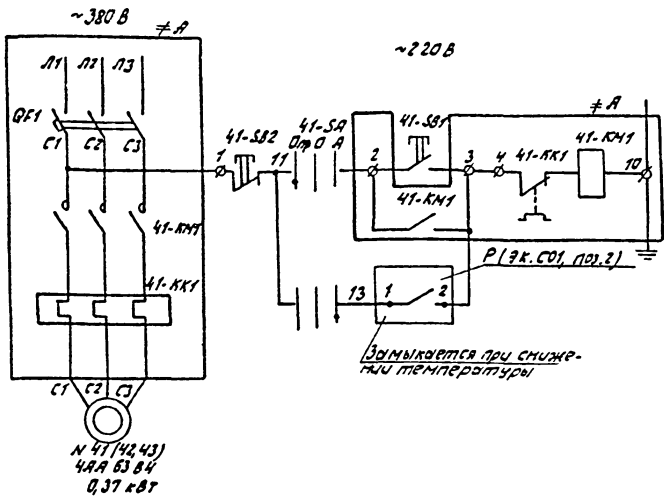 ~380 В
≠ А
Л1 Л2 Л3
QF1
С1 С2 С3
41-КМ1
41-КК1
С1 С2 С3
N 41 (42,43)
4АА 63 В4
0,37 кВт
~220 В
≠ А
1
41-SB2
11
41-SA
Опр О А
2
41-SB1
3
4
41-КК1
41-КМ1
10
41-КМ1
Р (эк. С01, поз.2)
13
1
2
Замыкается при сниже-
нии температуры